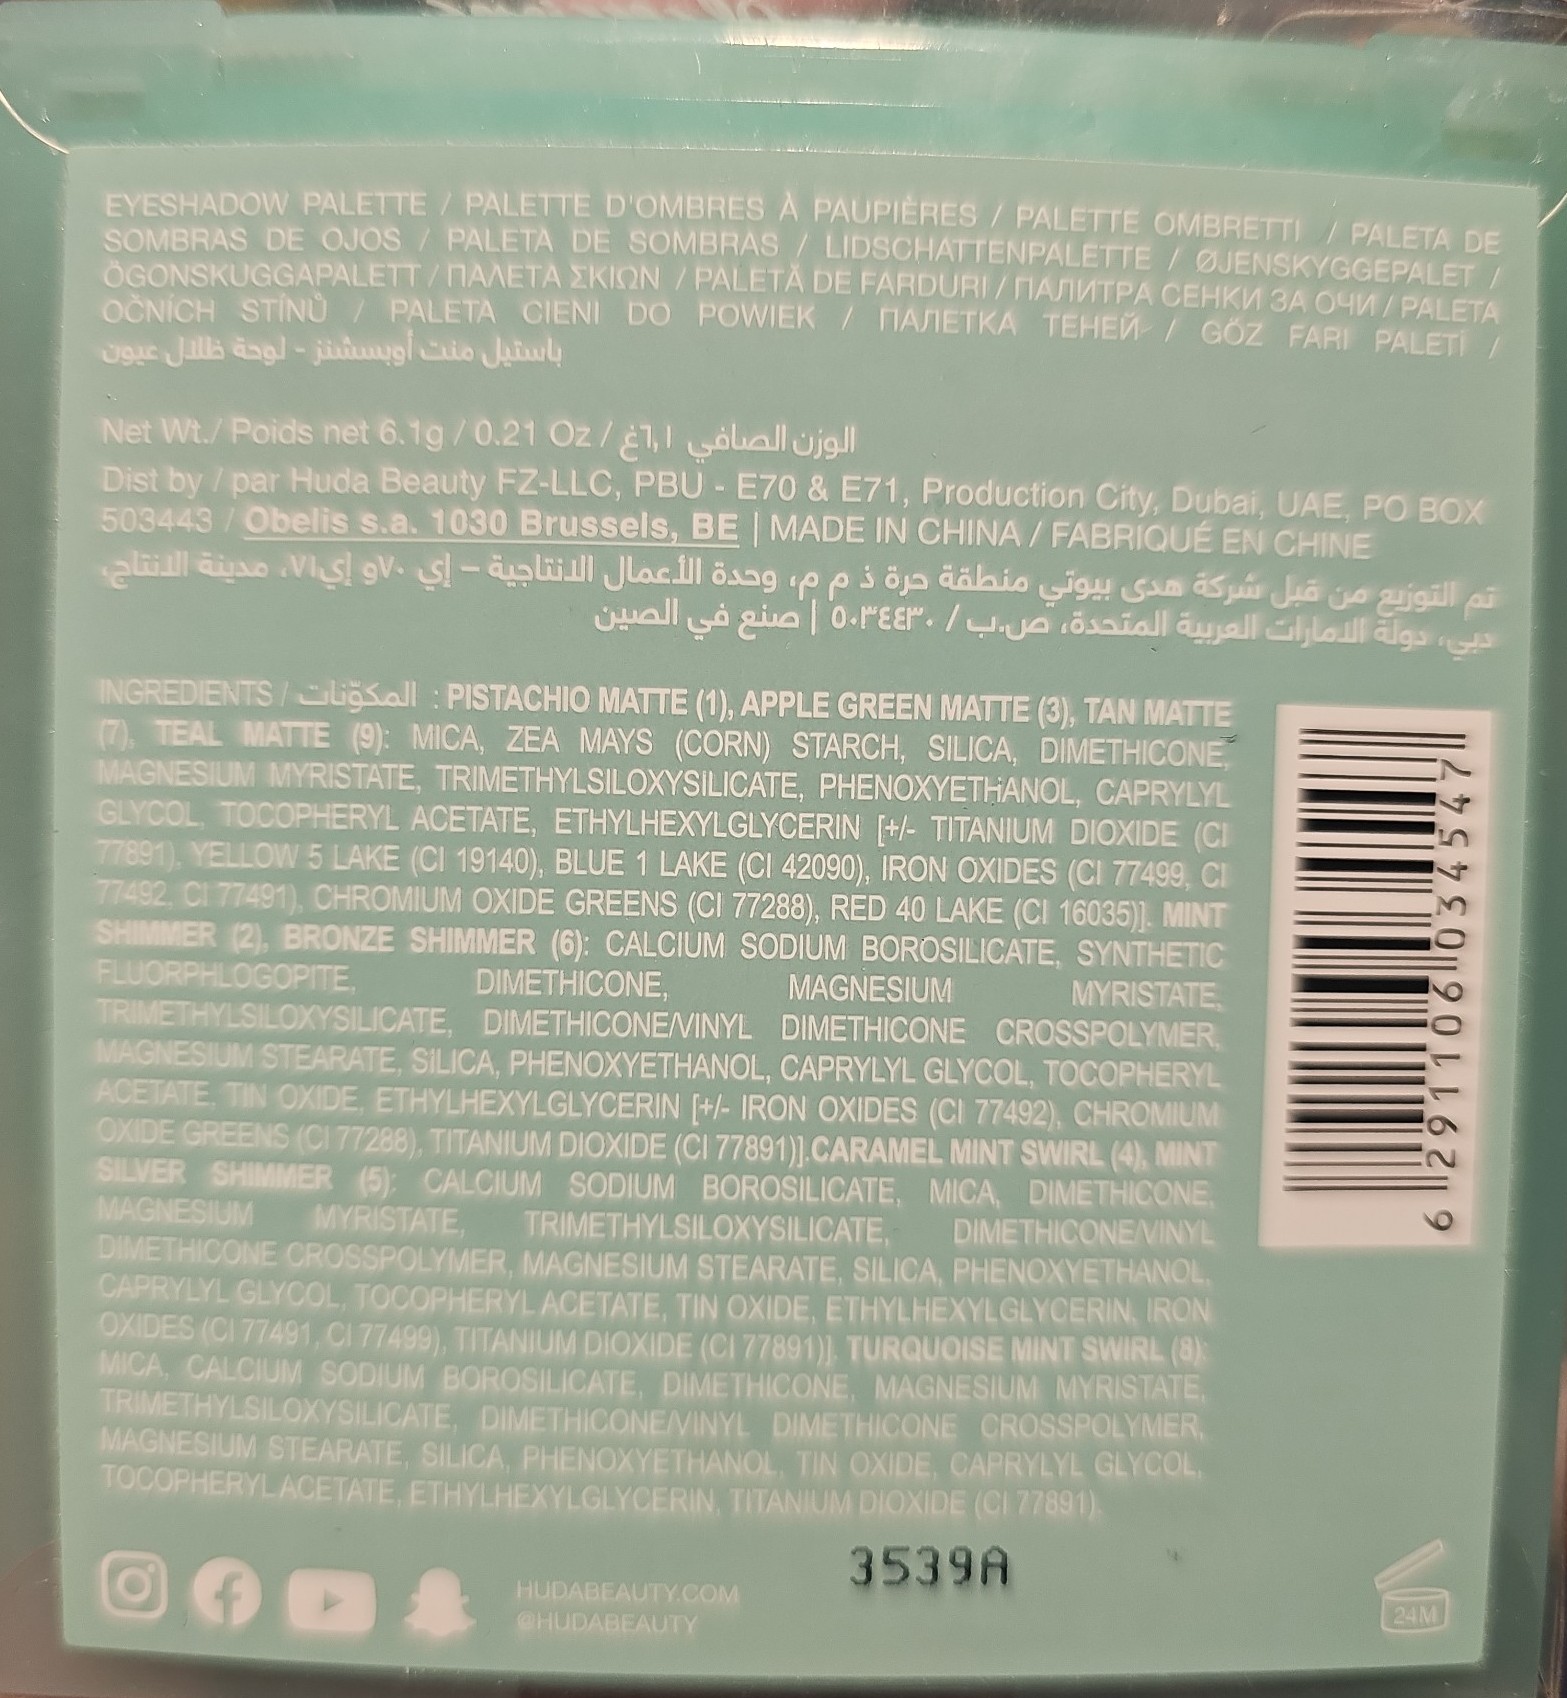 EYESHADOW PALETTE / PALETTE D'OMBRES À PAUPIÈRES / PALETTE OMBRETTI / PALETA DE
SOMBRAS DE OJOS / PALETA DE SOMBRAS / LIDSCHATTENPALETTE / ØJENSKYGGEPALET /
ÖGONSKUGGAPALETT / ΠΑΛΕΤΑ ΣΚΙΩΝ / PALETĂ DE FARDURI / ПАЛИТРА СЕНКИ ЗА ОЧИ / PALETA
OČNÍCH STÍNŮ / PALETA CIENI DO POWIEK / ПАЛЕТКА ТЕНЕЙ / GÖZ FARI PALETİ /
باستيل منت أوبسشنز - لوحة ظلال عيون
Net Wt./ Poids net 6.1g / 0.21 Oz / الوزن الصافي ٦,١غ
Dist by / par Huda Beauty FZ-LLC, PBU - E70 & E71, Production City, Dubai, UAE, PO BOX
503443 / Obelis s.a. 1030 Brussels, BE | MADE IN CHINA / FABRIQUÉ EN CHINE
تم التوزيع من قبل شركة هدى بيوتي منطقة حرة ذ م م، وحدة الأعمال الانتاجية – إي ٧٠ و إي٧١، مدينة الانتاج،
دبي، دولة الامارات العربية المتحدة، ص.ب / ٥٠٣٤٤٣٠ | صنع في الصين
INGREDIENTS / المكوّنات : PISTACHIO MATTE (1), APPLE GREEN MATTE (3), TAN MATTE
(7), TEAL MATTE (9): MICA, ZEA MAYS (CORN) STARCH, SILICA, DIMETHICONE,
MAGNESIUM MYRISTATE, TRIMETHYLSILOXYSILICATE, PHENOXYETHANOL, CAPRYLYL
GLYCOL, TOCOPHERYL ACETATE, ETHYLHEXYLGLYCERIN [+/- TITANIUM DIOXIDE (CI
77891), YELLOW 5 LAKE (CI 19140), BLUE 1 LAKE (CI 42090), IRON OXIDES (CI 77499, CI
77492, CI 77491), CHROMIUM OXIDE GREENS (CI 77288), RED 40 LAKE (CI 16035)]. MINT
SHIMMER (2), BRONZE SHIMMER (6): CALCIUM SODIUM BOROSILICATE, SYNTHETIC
FLUORPHLOGOPITE, DIMETHICONE, MAGNESIUM MYRISTATE,
TRIMETHYLSILOXYSILICATE, DIMETHICONE/VINYL DIMETHICONE CROSSPOLYMER,
MAGNESIUM STEARATE, SILICA, PHENOXYETHANOL, CAPRYLYL GLYCOL, TOCOPHERYL
ACETATE, TIN OXIDE, ETHYLHEXYLGLYCERIN [+/- IRON OXIDES (CI 77492), CHROMIUM
OXIDE GREENS (CI 77288), TITANIUM DIOXIDE (CI 77891)].CARAMEL MINT SWIRL (4), MINT
SILVER SHIMMER (5): CALCIUM SODIUM BOROSILICATE, MICA, DIMETHICONE,
MAGNESIUM MYRISTATE, TRIMETHYLSILOXYSILICATE, DIMETHICONE/VINYL
DIMETHICONE CROSSPOLYMER, MAGNESIUM STEARATE, SILICA, PHENOXYETHANOL,
CAPRYLYL GLYCOL, TOCOPHERYL ACETATE, TIN OXIDE, ETHYLHEXYLGLYCERIN, IRON
OXIDES (CI 77491, CI 77499), TITANIUM DIOXIDE (CI 77891)]. TURQUOISE MINT SWIRL (8):
MICA, CALCIUM SODIUM BOROSILICATE, DIMETHICONE, MAGNESIUM MYRISTATE,
TRIMETHYLSILOXYSILICATE, DIMETHICONE/VINYL DIMETHICONE CROSSPOLYMER,
MAGNESIUM STEARATE, SILICA, PHENOXYETHANOL, TIN OXIDE, CAPRYLYL GLYCOL,
TOCOPHERYL ACETATE, ETHYLHEXYLGLYCERIN, TITANIUM DIOXIDE (CI 77891).
6 291106 034547
HUDABEAUTY.COM
@HUDABEAUTY
3539A
24M